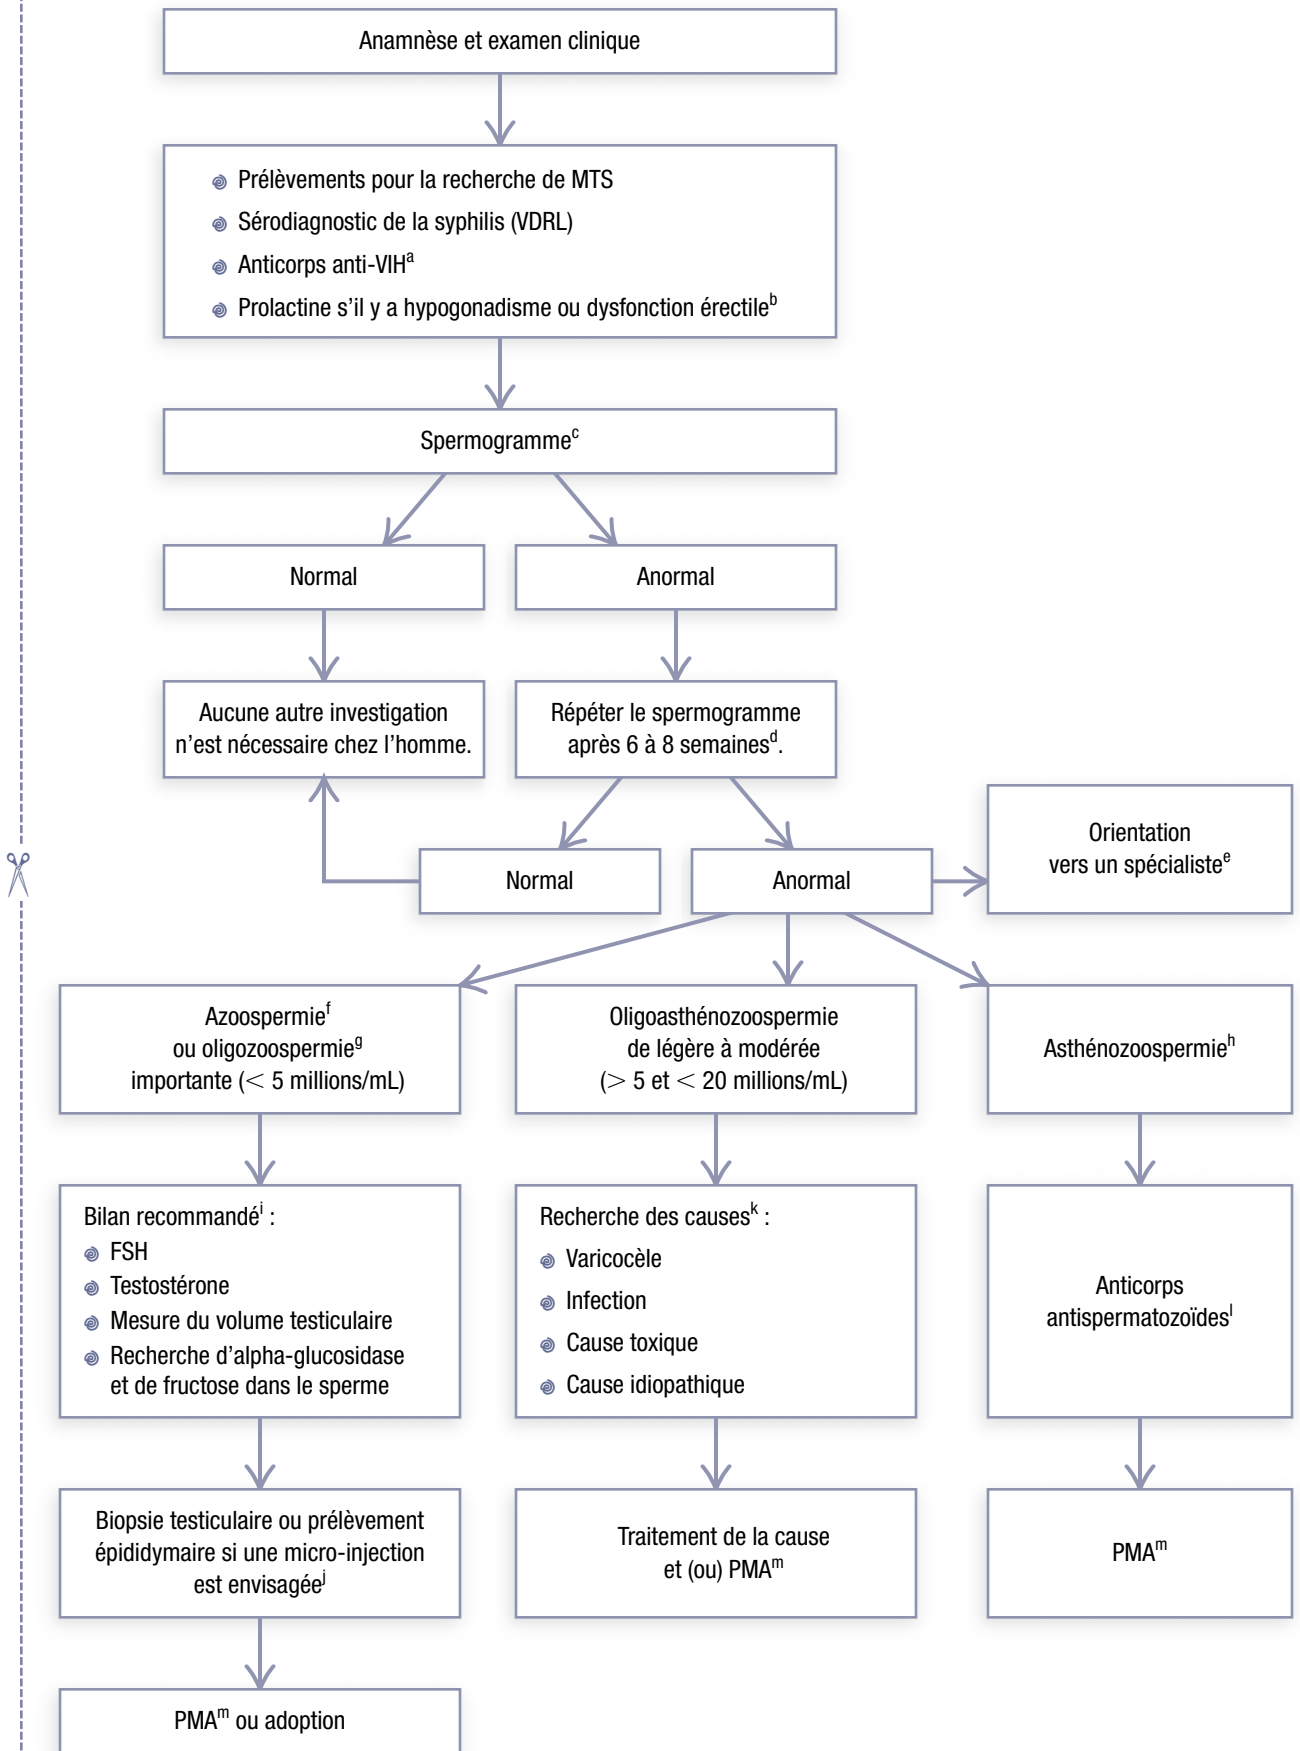 Anamnèse et examen clinique
Prélèvements pour la recherche de MTS
Sérodiagnostic de la syphilis (VDRL)
Anticorps anti-VIHᵃ
Prolactine s’il y a hypogonadisme ou dysfonction érectileᵇ
Spermogrammeᶜ
Normal
Anormal
Aucune autre investigation
n’est nécessaire chez l’homme.
Répéter le spermogramme
après 6 à 8 semainesᵈ.
Normal
Anormal
Orientation
vers un spécialisteᵉ
Azoospermieᶠ
ou oligozoospermieᵍ
importante (< 5 millions/mL)
Oligoasthénozoospermie
de légère à modérée
(> 5 et < 20 millions/mL)
Asthénozoospermieʰ
Bilan recommandéⁱ :
FSH
Testostérone
Mesure du volume testiculaire
Recherche d’alpha-glucosidase
et de fructose dans le sperme
Recherche des causesᵏ :
Varicocèle
Infection
Cause toxique
Cause idiopathique
Anticorps
antispermatozoïdesˡ
Biopsie testiculaire ou prélèvement
épididymaire si une micro-injection
est envisagéeʲ
Traitement de la cause
et (ou) PMAᵐ
PMAᵐ
PMAᵐ ou adoption